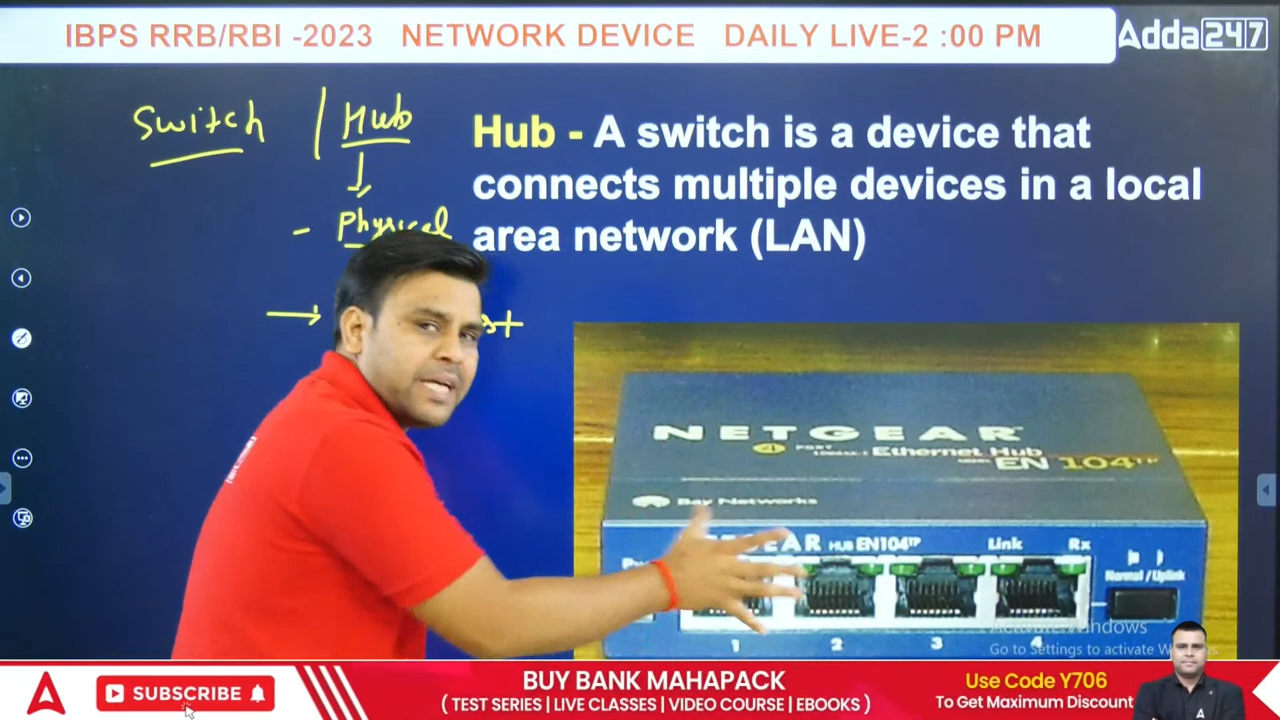 IBPS RRB/RBI -2023 NETWORK DEVICE DAILY LIVE-2 :00 PM
Adda247
Switch | Hub
- Physical
Hub - A switch is a device that
connects multiple devices in a local
area network (LAN)
NETGEAR
4 PORT
Ethernet Hub
EN 104TP
Bay Networks
HUB EN104TP
Link Rx
Normal / Uplink
1 2 3 4
Activate Windows
Go to Settings to activate
SUBSCRIBE
BUY BANK MAHAPACK
( TEST SERIES | LIVE CLASSES | VIDEO COURSE | EBOOKS )
Use Code Y706
To Get Maximum Discount